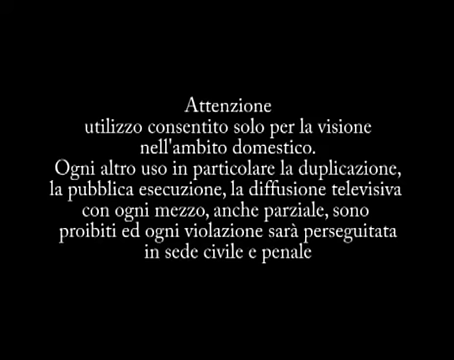 Attenzione
utilizzo consentito solo per la visione
nell'ambito domestico.
Ogni altro uso in particolare la duplicazione,
la pubblica esecuzione, la diffusione televisiva
con ogni mezzo, anche parziale, sono
proibiti ed ogni violazione sarà perseguitata
in sede civile e penale